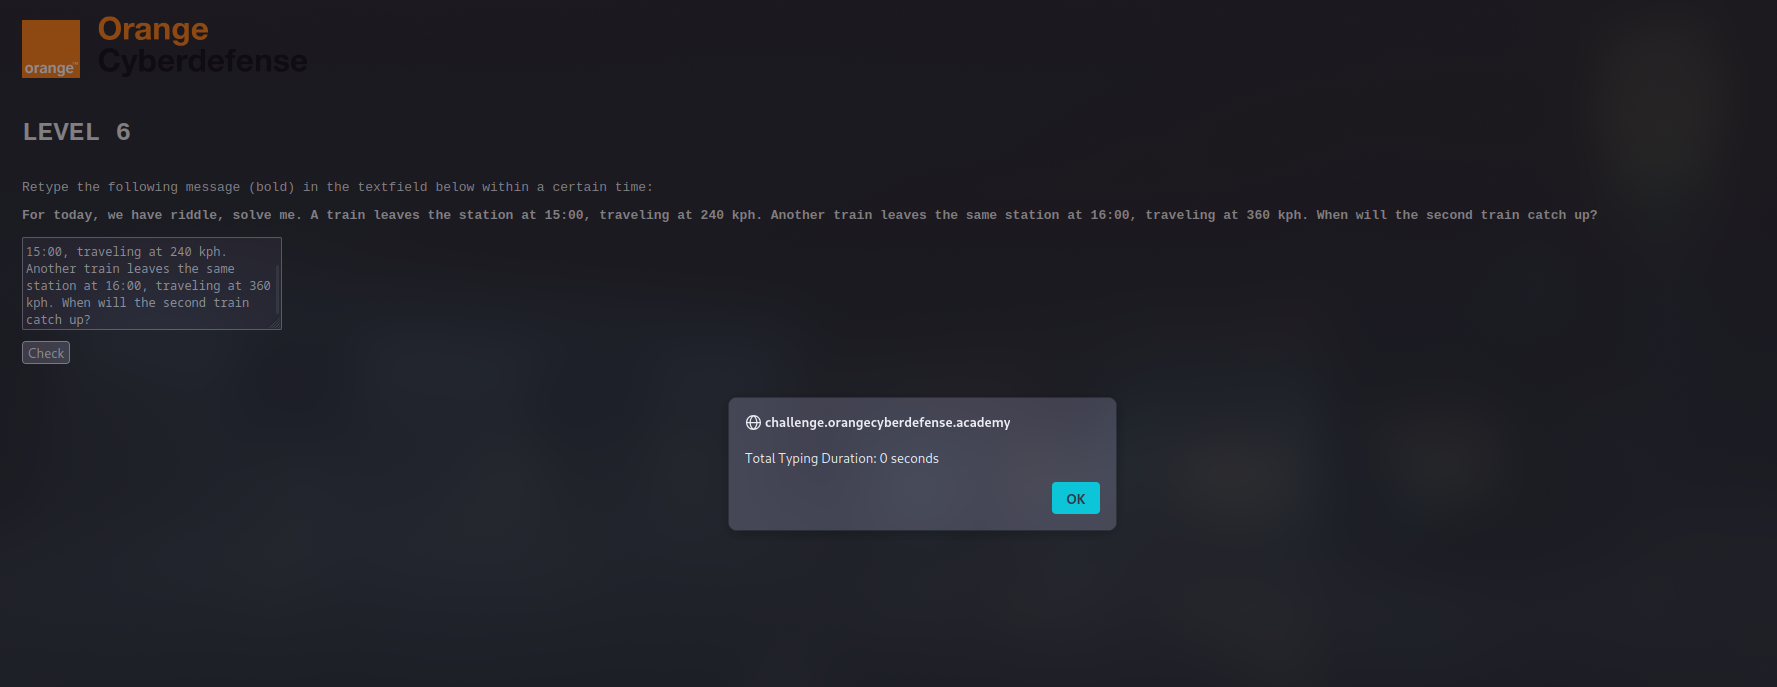 Orange
Cyberdefense
orange™
LEVEL 6
Retype the following message (bold) in the textfield below within a certain time:
For today, we have riddle, solve me. A train leaves the station at 15:00, traveling at 240 kph. Another train leaves the same station at 16:00, traveling at 360 kph. When will the second train catch up?
15:00, traveling at 240 kph.
Another train leaves the same
station at 16:00, traveling at 360
kph. When will the second train
catch up?
Check
challenge.orangecyberdefense.academy
Total Typing Duration: 0 seconds
OK